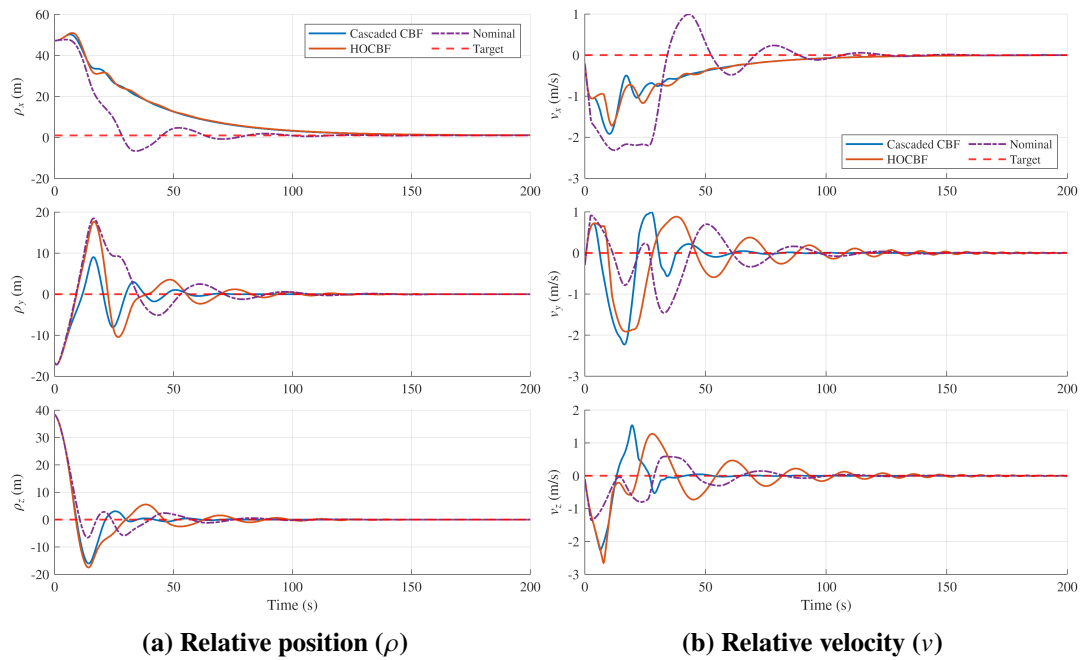 60
40
20
0
-20
ρx (m)
Cascaded CBF
HOCBF
Nominal
Target
0 50 100 150 200
20
10
0
-10
-20
ρy (m)
0 50 100 150 200
40
30
20
10
0
-10
-20
ρz (m)
0 50 100 150 200
Time (s)
(a) Relative position (ρ)
1
0
-1
-2
-3
vx (m/s)
Cascaded CBF
HOCBF
Nominal
Target
0 50 100 150 200
1
0
-1
-2
-3
vy (m/s)
0 50 100 150 200
2
1
0
-1
-2
-3
vz (m/s)
0 50 100 150 200
Time (s)
(b) Relative velocity (v)